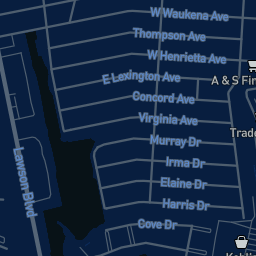 W Waukena Ave
Thompson Ave
W Henrietta Ave
E Lexington Ave
A & S Fin
Concord Ave
Virginia Ave
Trade
Murray Dr
Irma Dr
Lawson Blvd
Elaine Dr
Harris Dr
Cove Dr